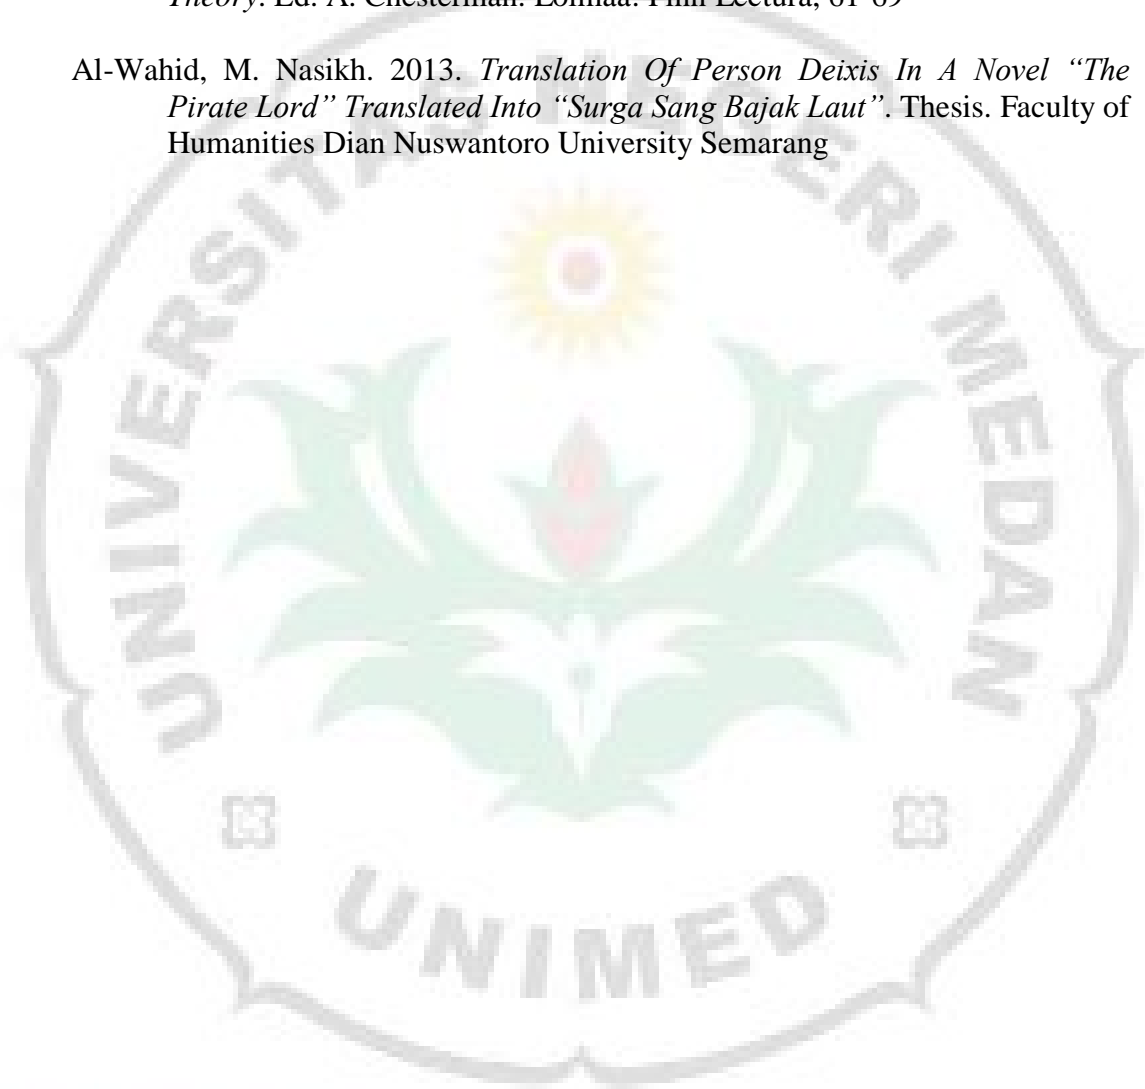 Theory. Ed. A. Chesterman. Loimaa: Finn Lectura, 61-69
Al-Wahid, M. Nasikh. 2013. Translation Of Person Deixis In A Novel “The
Pirate Lord” Translated Into “Surga Sang Bajak Laut”. Thesis. Faculty of
Humanities Dian Nuswantoro University Semarang
UNIVERSITAS NEGERI MEDAN
UNIMED